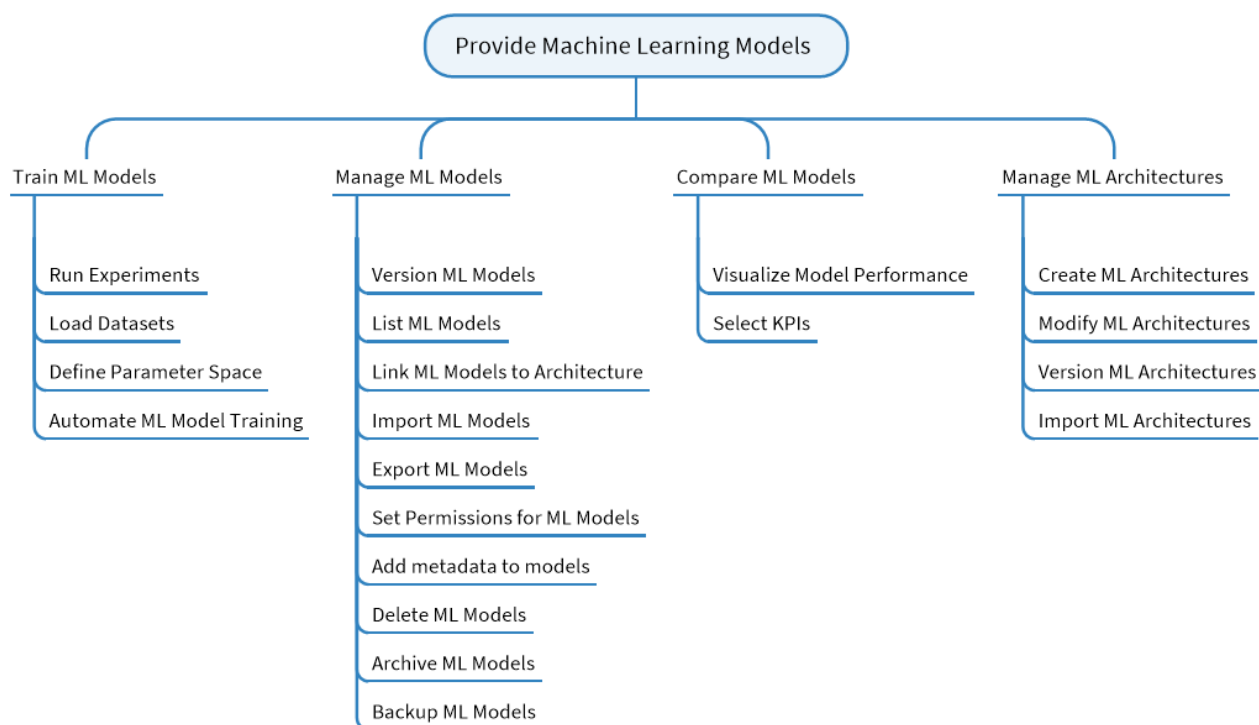 Provide Machine Learning Models
Train ML Models
Run Experiments
Load Datasets
Define Parameter Space
Automate ML Model Training
Manage ML Models
Version ML Models
List ML Models
Link ML Models to Architecture
Import ML Models
Export ML Models
Set Permissions for ML Models
Add metadata to models
Delete ML Models
Archive ML Models
Backup ML Models
Compare ML Models
Visualize Model Performance
Select KPIs
Manage ML Architectures
Create ML Architectures
Modify ML Architectures
Version ML Architectures
Import ML Architectures